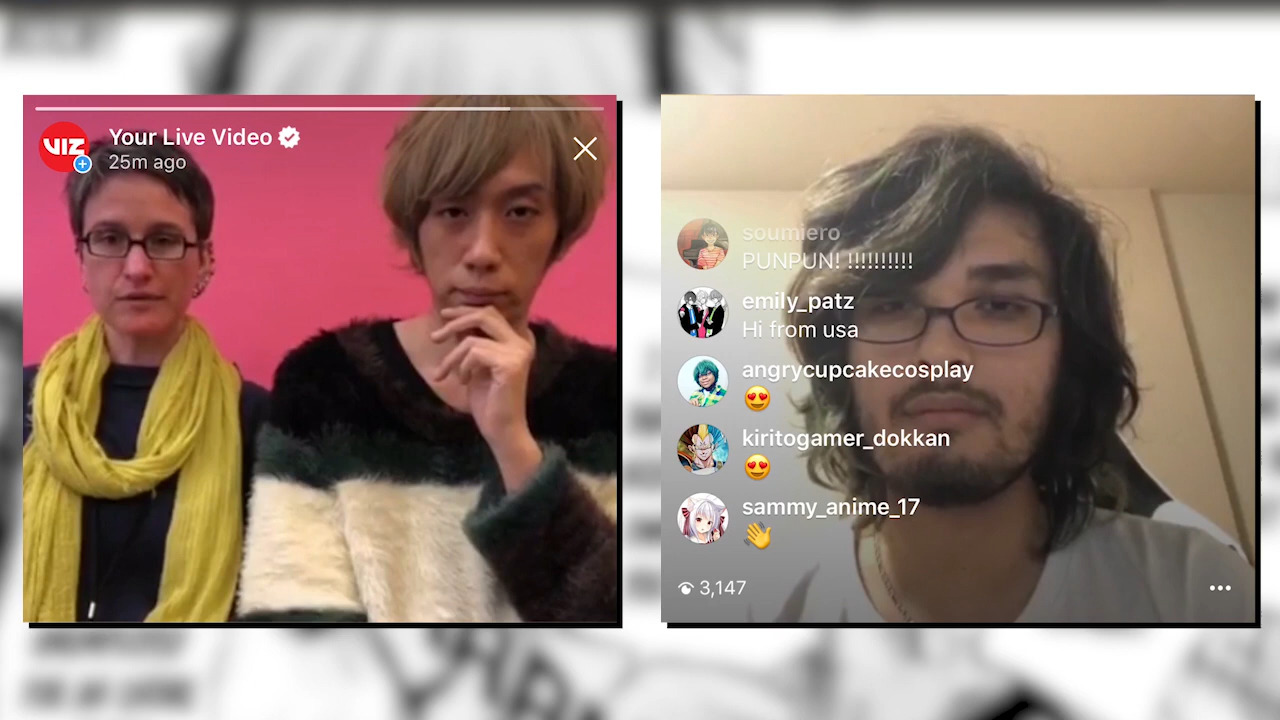 VIZ
Your Live Video
25m ago
soumiero
PUNPUN! !!!!!!!!!!
emily_patz
Hi from usa
angrycupcakecosplay
😍
kiritogamer_dokkan
😍
sammy_anime_17
👋
3,147